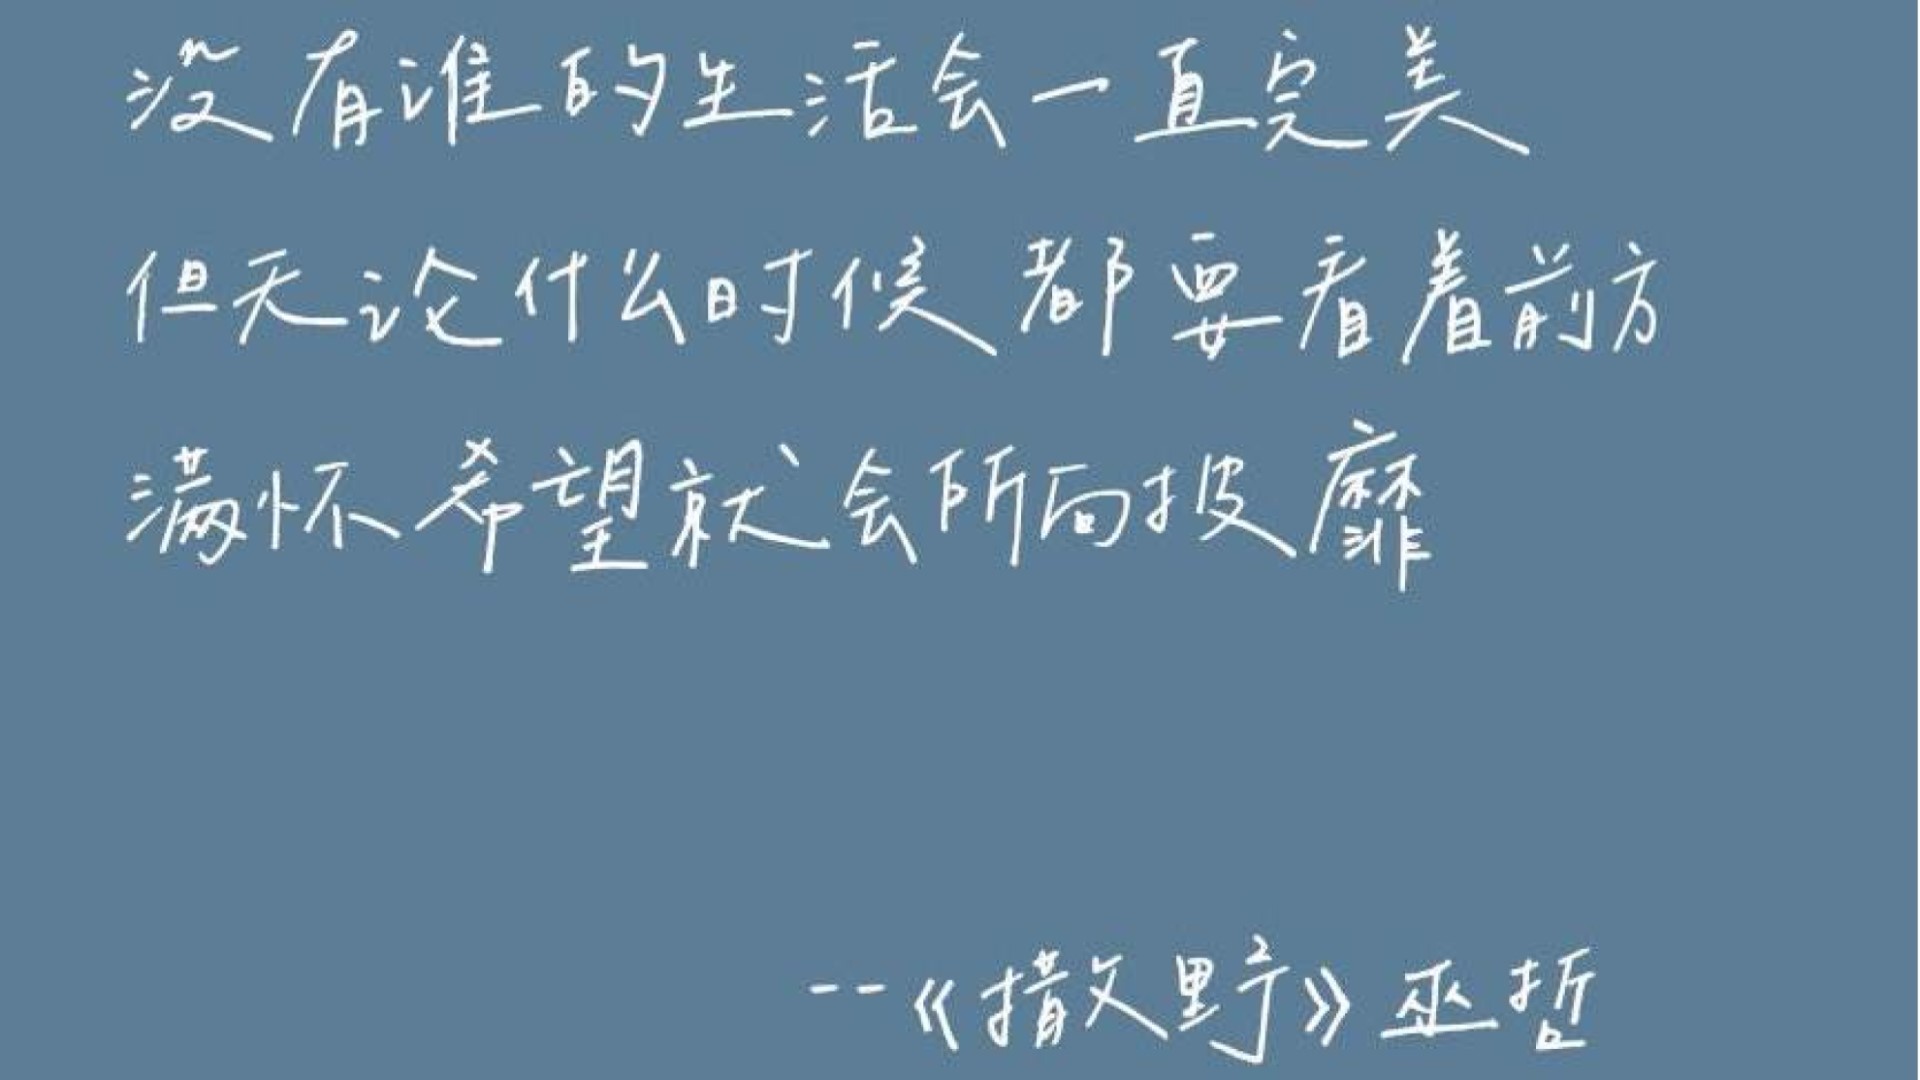 没有谁的生活会一直完美
但无论什么时候都要看着前方
满怀希望就会所向披靡
--《撒野》巫哲